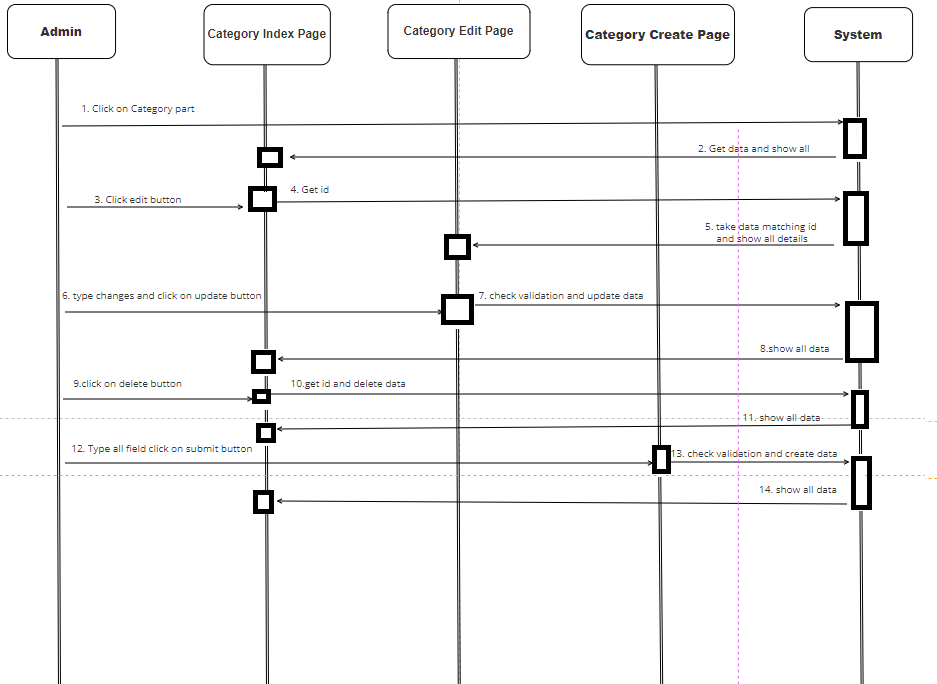 Admin
Category Index Page
Category Edit Page
Category Create Page
System
1. Click on Category part
2. Get data and show all
3. Click edit button
4. Get id
5. take data matching id
and show all details
6. type changes and click on update button
7. check validation and update data
8.show all data
9.click on delete button
10.get id and delete data
11. show all data
12. Type all field click on submit button
13. check validation and create data
14. show all data